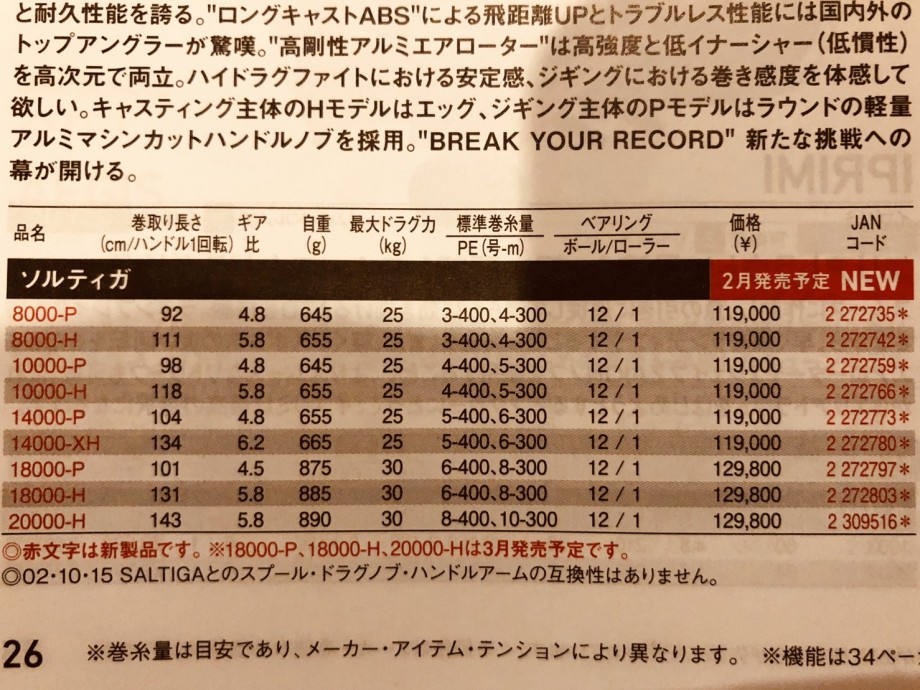 と耐久性能を誇る。"ロングキャストABS"による飛距離UPとトラブルレス性能には国内外の
トップアングラーが驚嘆。"高剛性アルミエアローター"は高強度と低イナーシャー(低慣性)
を高次元で両立。ハイドラグファイトにおける安定感、ジギングにおける巻き感度を体感して
欲しい。キャスティング主体のHモデルはエッグ、ジギング主体のPモデルはラウンドの軽量
アルミマシンカットハンドルノブを採用。"BREAK YOUR RECORD" 新たな挑戦への
幕が開ける。
品名 巻取り長さ(cm/ハンドル1回転) ギア比 自重(g) 最大ドラグ力(kg) 標準巻糸量 PE(号-m) ベアリング ボール/ローラー 価格(¥) JANコード
ソルティガ 2月発売予定 NEW
8000-P 92 4.8 645 25 3-400、4-300 12 / 1 119,000 2 272735*
8000-H 111 5.8 655 25 3-400、4-300 12 / 1 119,000 2 272742*
10000-P 98 4.8 645 25 4-400、5-300 12 / 1 119,000 2 272759*
10000-H 118 5.8 655 25 4-400、5-300 12 / 1 119,000 2 272766*
14000-P 104 4.8 655 25 5-400、6-300 12 / 1 119,000 2 272773*
14000-XH 134 6.2 665 25 5-400、6-300 12 / 1 119,000 2 272780*
18000-P 101 4.5 875 30 6-400、8-300 12 / 1 129,800 2 272797*
18000-H 131 5.8 885 30 6-400、8-300 12 / 1 129,800 2 272803*
20000-H 143 5.8 890 30 8-400、10-300 12 / 1 129,800 2 309516*
◎赤文字は新製品です。※18000-P、18000-H、20000-Hは3月発売予定です。
◎02・10・15 SALTIGAとのスプール・ドラグノブ・ハンドルアームの互換性はありません。
26 ※巻糸量は目安であり、メーカー・アイテム・テンションにより異なります。 ※機能は34ペー